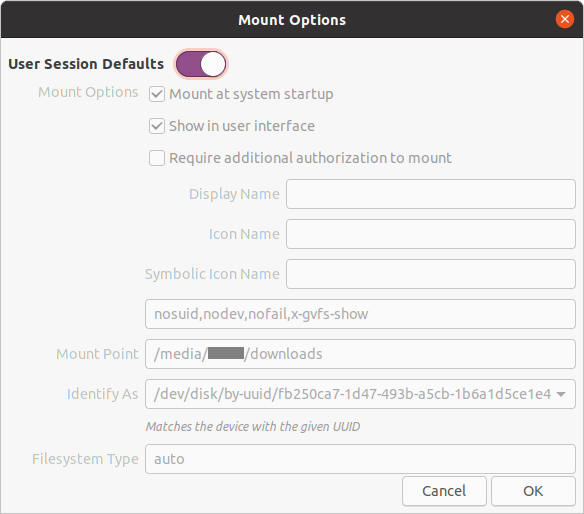 Mount Options
User Session Defaults
Mount Options Mount at system startup
Show in user interface
Require additional authorization to mount
Display Name
Icon Name
Symbolic Icon Name
nosuid,nodev,nofail,x-gvfs-show
Mount Point /media/ /downloads
Identify As /dev/disk/by-uuid/fb250ca7-1d47-493b-a5cb-1b6a1d5ce1e4
Matches the device with the given UUID
Filesystem Type auto
Cancel OK